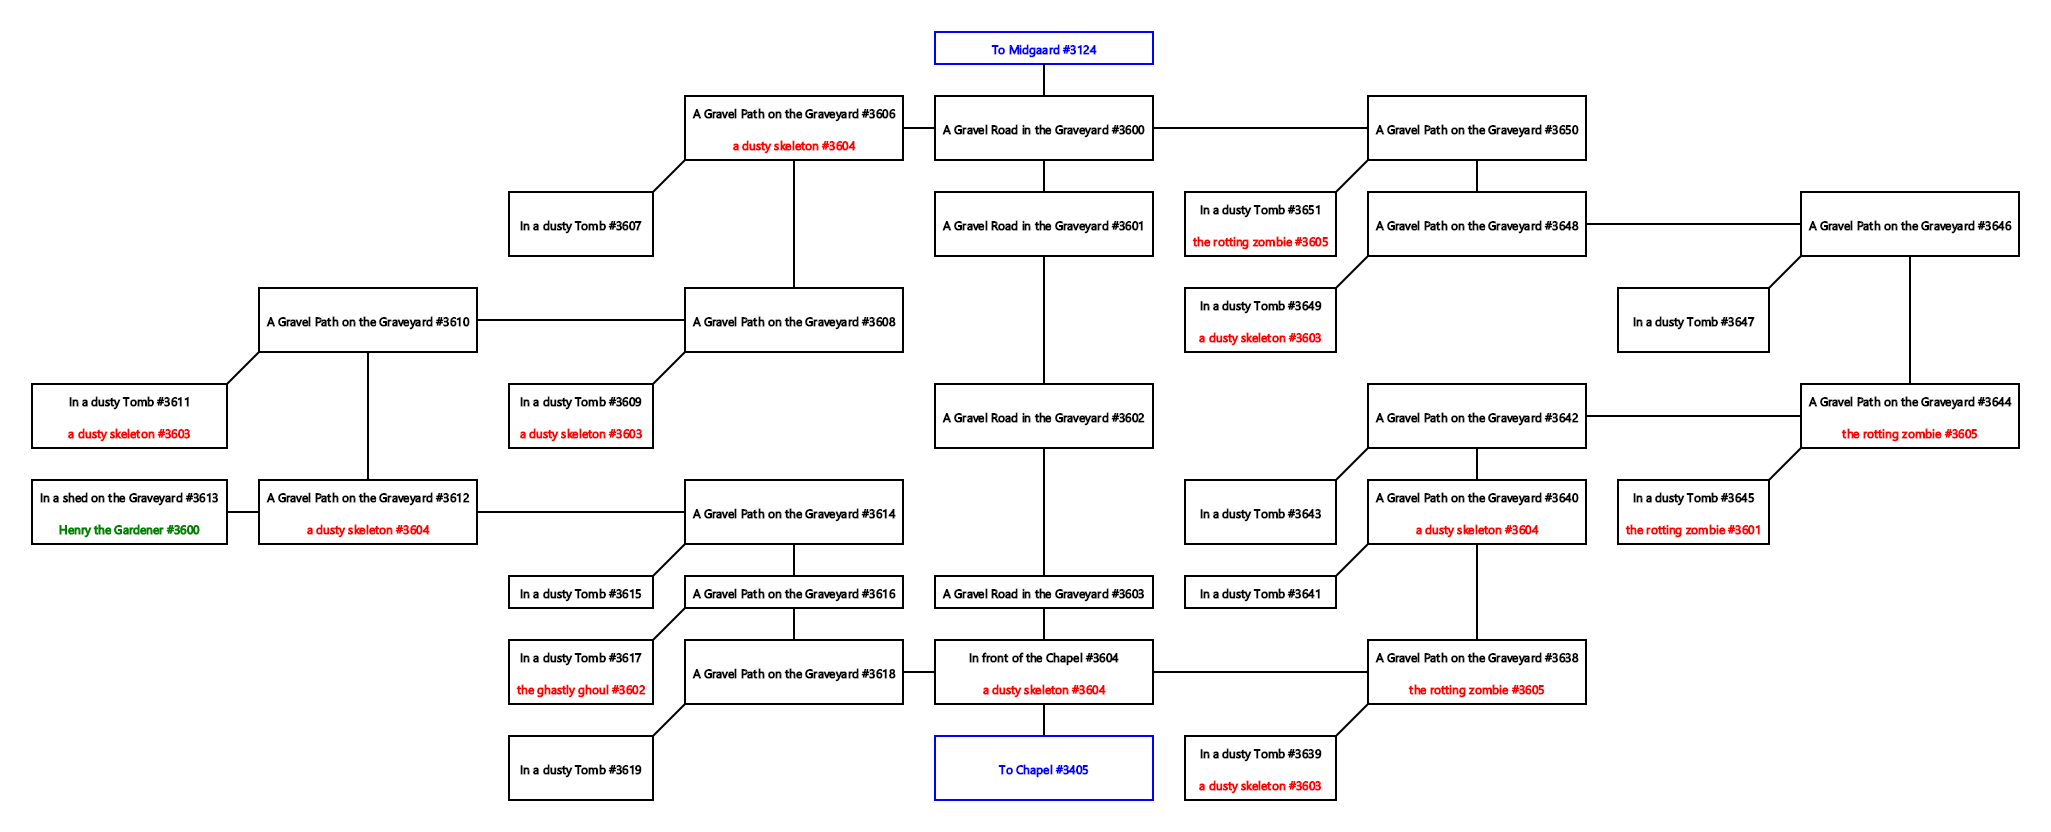 To Midgaard #3124
A Gravel Path on the Graveyard #3606
a dusty skeleton #3604
A Gravel Road in the Graveyard #3600
A Gravel Path on the Graveyard #3650
In a dusty Tomb #3607
A Gravel Road in the Graveyard #3601
In a dusty Tomb #3651
the rotting zombie #3605
A Gravel Path on the Graveyard #3648
A Gravel Path on the Graveyard #3646
A Gravel Path on the Graveyard #3610
A Gravel Path on the Graveyard #3608
In a dusty Tomb #3649
a dusty skeleton #3603
In a dusty Tomb #3647
In a dusty Tomb #3611
a dusty skeleton #3603
In a dusty Tomb #3609
a dusty skeleton #3603
A Gravel Road in the Graveyard #3602
A Gravel Path on the Graveyard #3642
A Gravel Path on the Graveyard #3644
the rotting zombie #3605
In a shed on the Graveyard #3613
Henry the Gardener #3600
A Gravel Path on the Graveyard #3612
a dusty skeleton #3604
A Gravel Path on the Graveyard #3614
In a dusty Tomb #3643
A Gravel Path on the Graveyard #3640
a dusty skeleton #3604
In a dusty Tomb #3645
the rotting zombie #3601
In a dusty Tomb #3615
A Gravel Path on the Graveyard #3616
A Gravel Road in the Graveyard #3603
In a dusty Tomb #3641
In a dusty Tomb #3617
the ghastly ghoul #3602
A Gravel Path on the Graveyard #3618
In front of the Chapel #3604
a dusty skeleton #3604
A Gravel Path on the Graveyard #3638
the rotting zombie #3605
In a dusty Tomb #3619
To Chapel #3405
In a dusty Tomb #3639
a dusty skeleton #3603